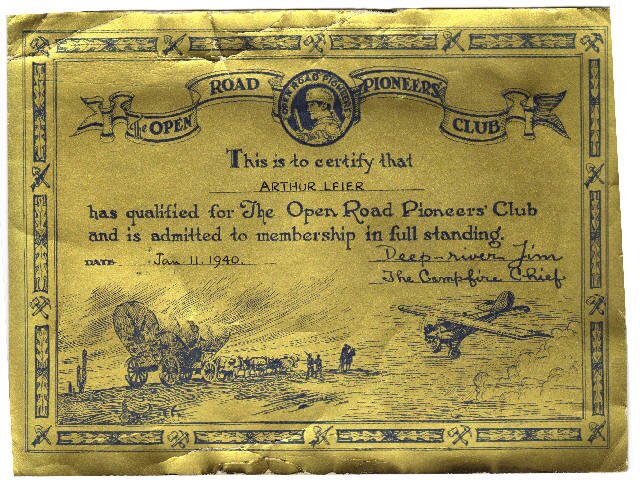 The OPEN ROAD PIONEERS' CLUB
OPEN ROAD PIONEERS
This is to certify that
ARTHUR LEIER
has qualified for The Open Road Pioneers' Club
and is admitted to membership in full standing.
DATE Jan 11. 1940.
Deep-river Jim
The Campfire Chief